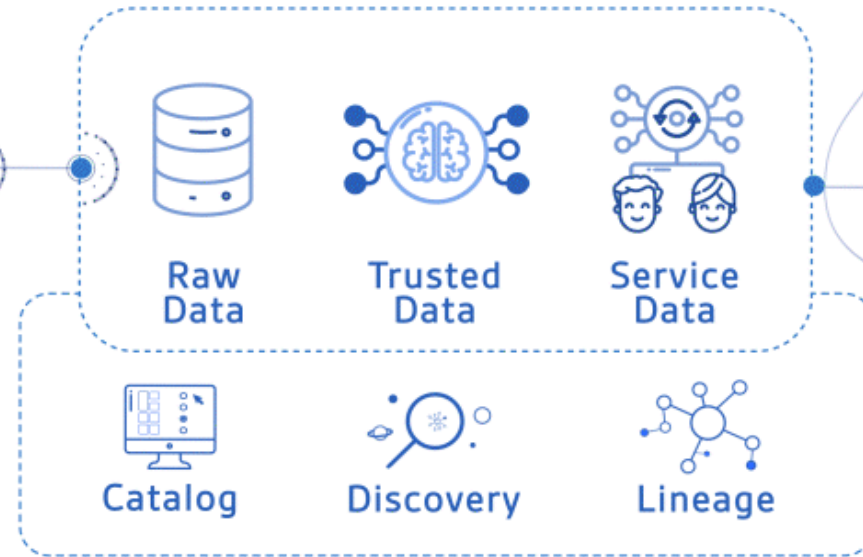 Raw
Data
Trusted
Data
Service
Data
Catalog
Discovery
Lineage